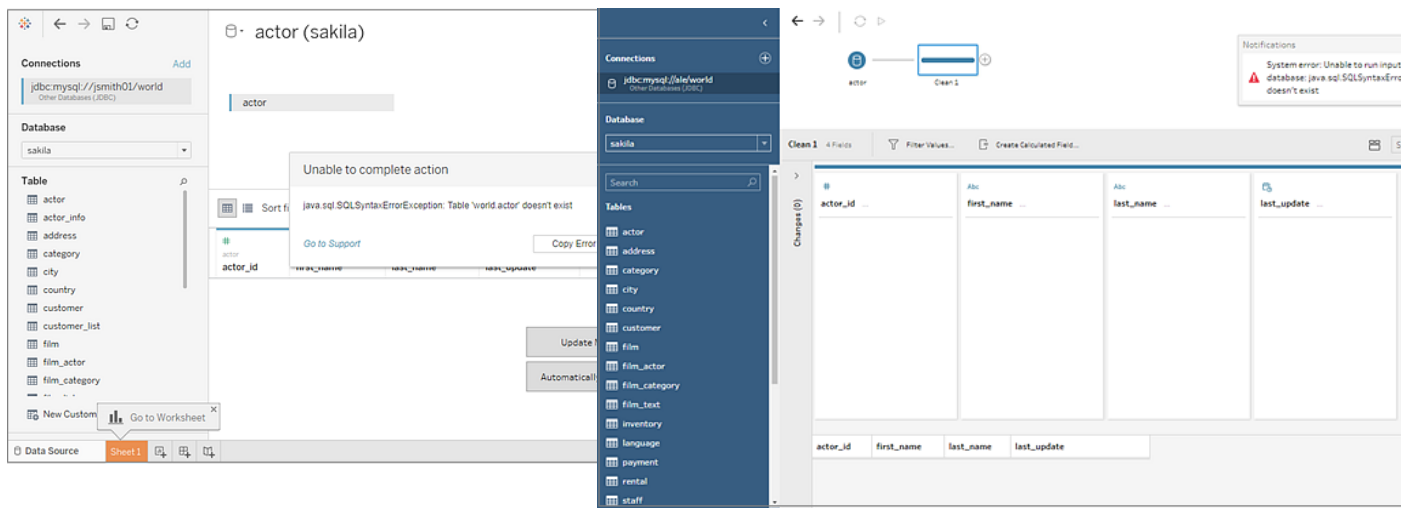 actor (sakila)
Connections
Add
jdbc:mysql://jsmith01/world
Other Databases (JDBC)
actor
Database
sakila
Table
actor
actor_info
address
category
city
country
customer
customer_list
film
film_actor
film_category
New Custom
Go to Worksheet
Data Source
Sheet 1
Unable to complete action
java.sql.SQLSyntaxErrorException: Table 'world.actor' doesn't exist
Go to Support
Copy Error
Sort fi
#
actor
actor_id
first_name
last_name
last_update
Update
Automatically
Connections
jdbc:mysql://ale/world
Other Databases (JDBC)
Database
sakila
Search
Tables
actor
address
category
city
country
customer
film
film_actor
film_category
film_text
inventory
language
payment
rental
staff
actor
Clean 1
Notifications
System error: Unable to run input
database: java.sql.SQLSyntaxErro
doesn't exist
Clean 1
4 Fields
Filter Values...
Create Calculated Field...
S
Changes (0)
#
actor_id
Abc
first_name
Abc
last_name
last_update
actor_id
first_name
last_name
last_update